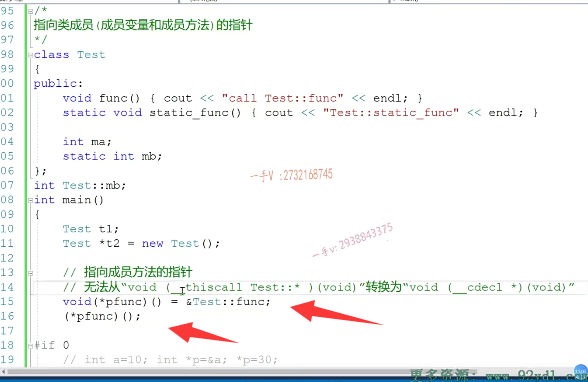 95 /*
96 指向类成员(成员变量和成员方法)的指针
97 */
98 class Test
99 {
00 public:
01 void func() { cout << "call Test::func" << endl; }
02 static void static_func() { cout << "Test::static_func" << endl; }
03
04 int ma;
05 static int mb;
06 };
一手V :2732168745
07 int Test::mb;
08 int main()
09 {
10 Test t1;
11 Test *t2 = new Test();
一手v:2938843375
12
13 // 指向成员方法的指针
14 // 无法从“void (__thiscall Test::* )(void)”转换为“void (__cdecl *)(void)”
15 void(*pfunc)() = &Test::func;
16 (*pfunc)();
17
18 #if 0
19 // int a=10; int *p=&a; *p=30;
更多资源：